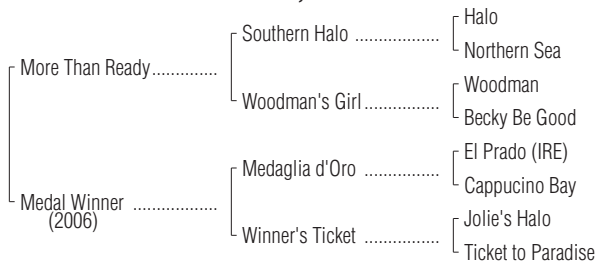 Halo
Southern Halo ..................
Northern Sea
More Than Ready..............
Woodman
Woodman's Girl ................
Becky Be Good
El Prado (IRE)
Medaglia d'Oro ................
Cappucino Bay
Medal Winner ..................
(2006)
Jolie's Halo
Winner's Ticket ................
Ticket to Paradise